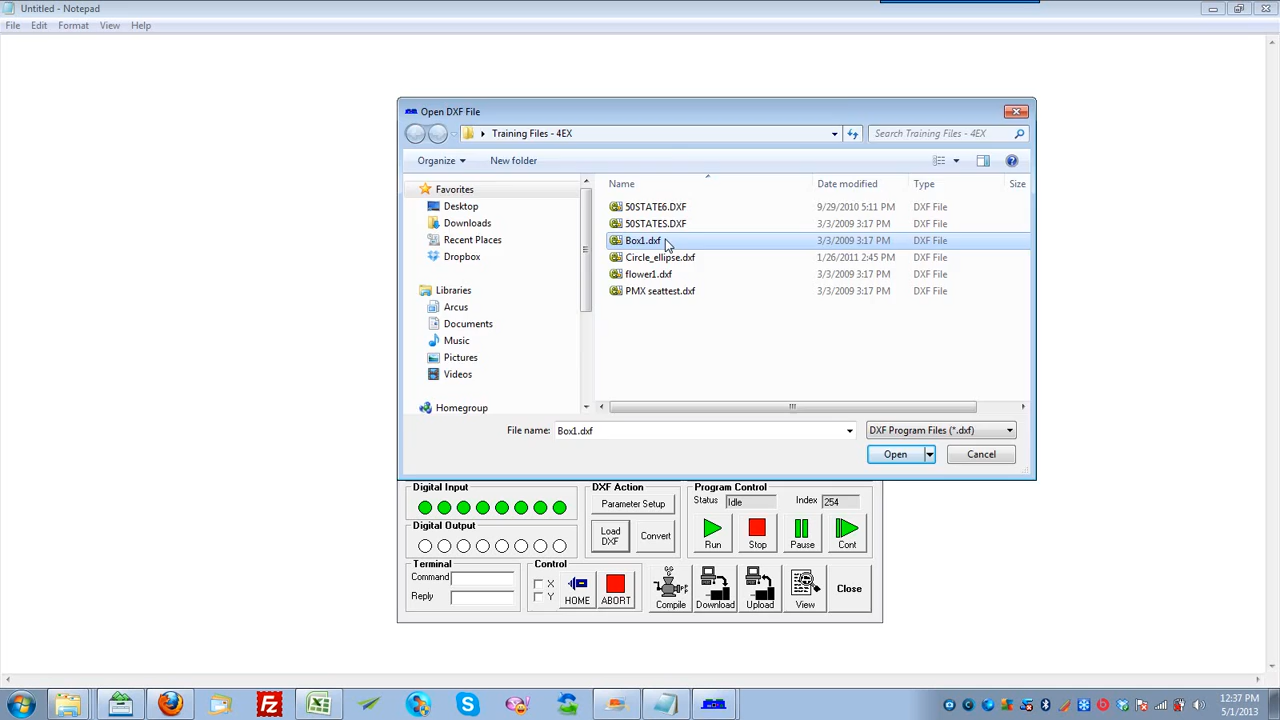 Untitled - Notepad
File Edit Format View Help
Open DXF File
Training Files - 4EX
Search Training Files - 4EX
Organize New folder
Name Date modified Type Size
50STATE6.DXF 9/29/2010 5:11 PM DXF File
50STATES.DXF 3/3/2009 3:17 PM DXF File
Box1.dxf 3/3/2009 3:17 PM DXF File
Circle_ellipse.dxf 1/26/2011 2:45 PM DXF File
flower1.dxf 3/3/2009 3:17 PM DXF File
PMX seattest.dxf 3/3/2009 3:17 PM DXF File
Favorites
Desktop
Downloads
Recent Places
Dropbox
Libraries
Arcus
Documents
Music
Pictures
Videos
Homegroup
File name: Box1.dxf DXF Program Files (*.dxf)
Open Cancel
Digital Input
Digital Output
Terminal
Command
Reply
DXF Action
Parameter Setup
Load DXF
Convert
Control
X
Y
HOME ABORT
Program Control
Status Idle Index 254
Run Stop Pause Cont
Compile Download Upload View Close
12:37 PM
5/1/2013